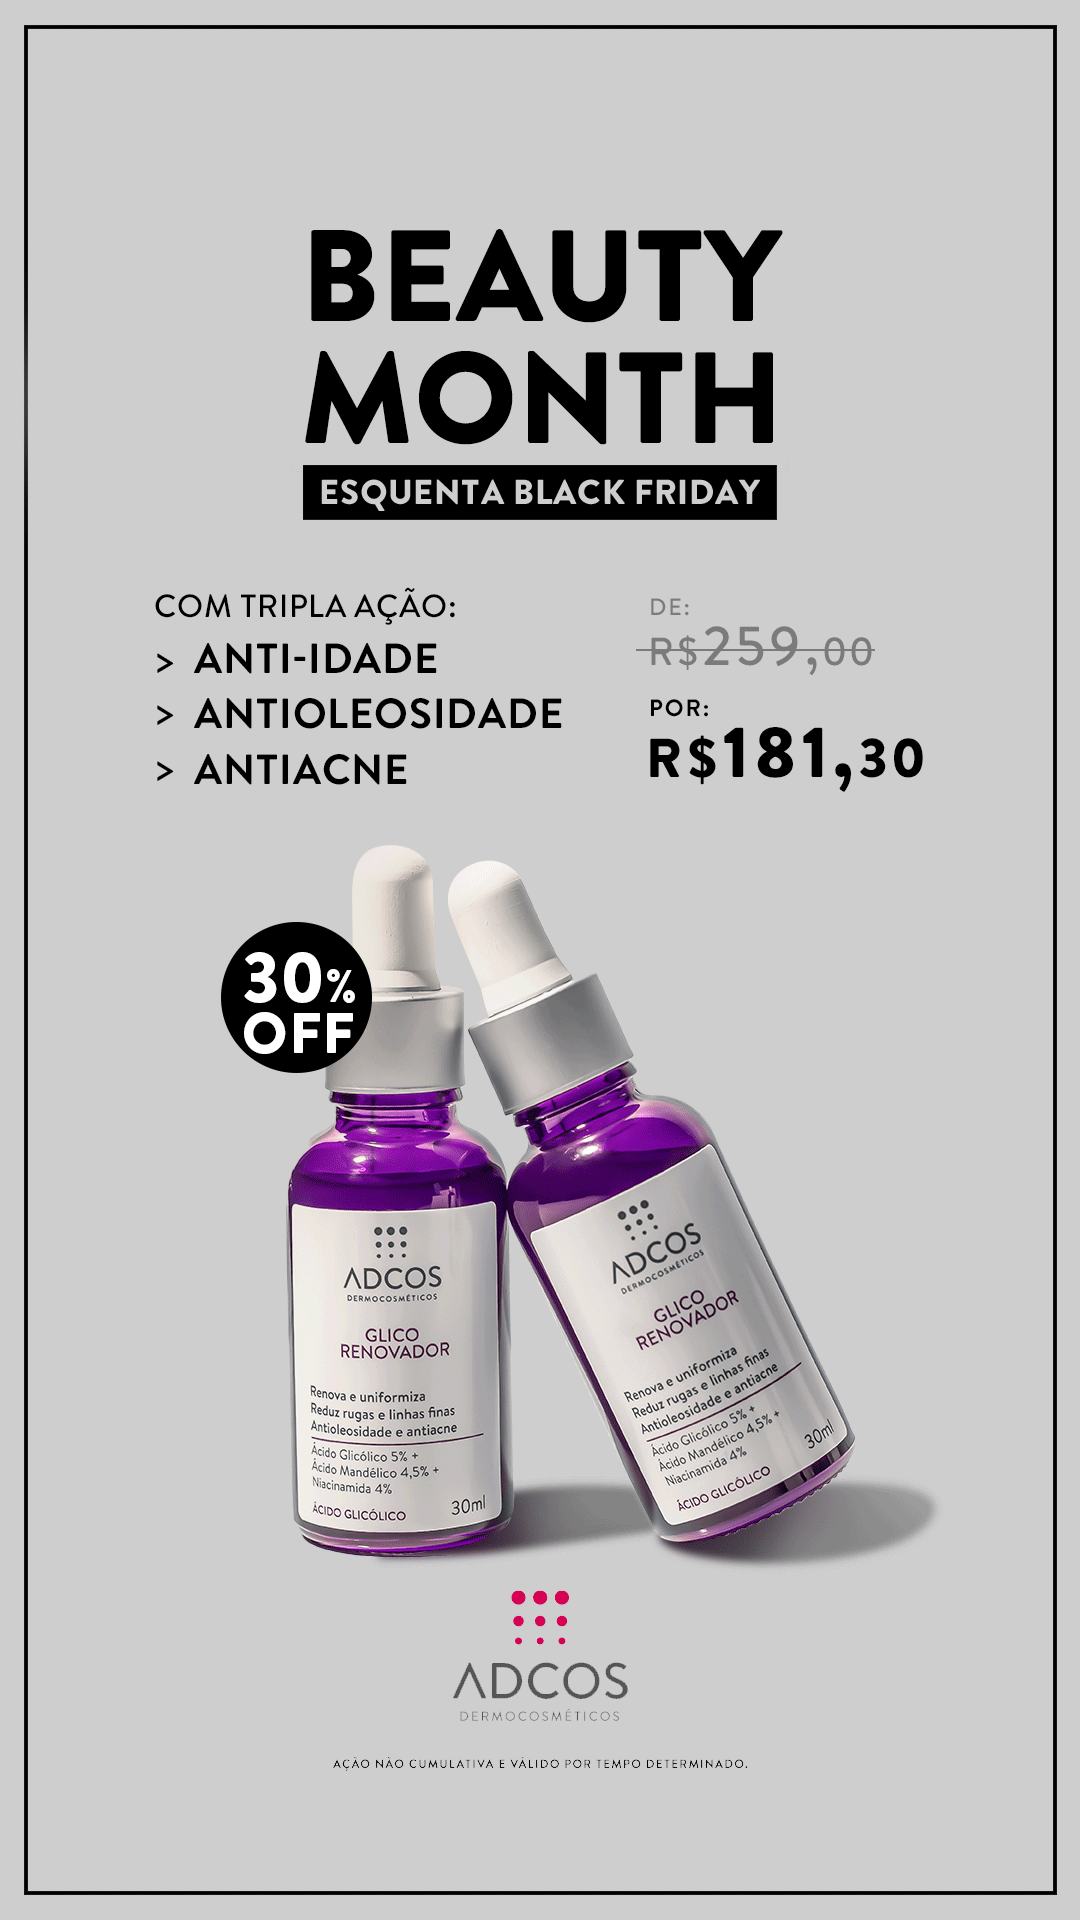 BEAUTY
MONTH
ESQUENTA BLACK FRIDAY
COM TRIPLA AÇÃO:
> ANTI-IDADE
> ANTIOLEOSIDADE
> ANTIACNE
DE:
R$259,00
POR:
R$181,30
30%
OFF
ADCOS
DERMOCOSMÉTICOS
GLICO
RENOVADOR
Renova e uniformiza
Reduz rugas e linhas finas
Antioleosidade e antiacne
Ácido Glicólico 5% +
Ácido Mandélico 4,5% +
Niacinamida 4%
ÁCIDO GLICÓLICO
30ml
ADCOS
DERMOCOSMÉTICOS
GLICO
RENOVADOR
Renova e uniformiza
Reduz rugas e linhas finas
Antioleosidade e antiacne
Ácido Glicólico 5% +
Ácido Mandélico 4,5% +
Niacinamida 4%
ÁCIDO GLICÓLICO
30ml
ADCOS
DERMOCOSMÉTICOS
AÇÃO NÃO CUMULATIVA E VÁLIDO POR TEMPO DETERMINADO.